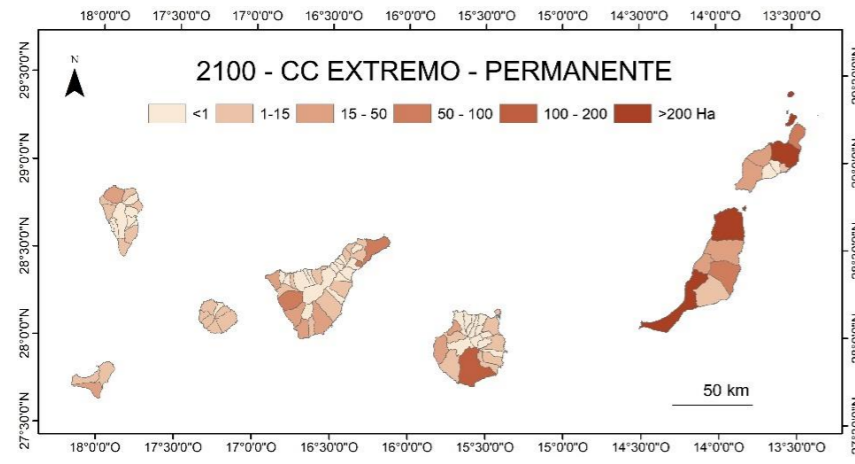 18°0'0"O 17°30'0"O 17°0'0"O 16°30'0"O 16°0'0"O 15°30'0"O 15°0'0"O 14°30'0"O 14°0'0"O 13°30'0"O
N
2100 - CC EXTREMO - PERMANENTE
<1 1-15 15 - 50 50 - 100 100 - 200 >200 Ha
29°30'0"N
29°0'0"N
28°30'0"N
28°0'0"N
27°30'0"N
50 km
18°0'0"O 17°30'0"O 17°0'0"O 16°30'0"O 16°0'0"O 15°30'0"O 15°0'0"O 14°30'0"O 14°0'0"O 13°30'0"O